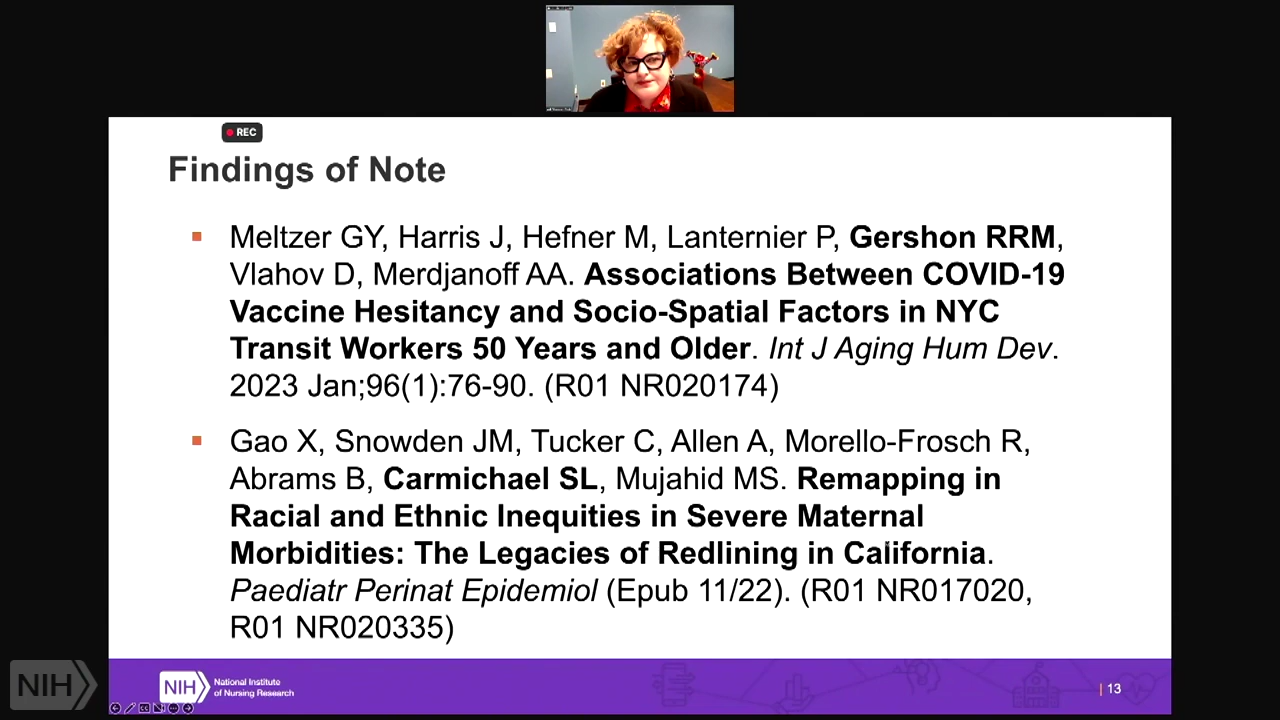 REC
Findings of Note
Meltzer GY, Harris J, Hefner M, Lanternier P, Gershon RRM,
Vlahov D, Merdjanoff AA. Associations Between COVID-19
Vaccine Hesitancy and Socio-Spatial Factors in NYC
Transit Workers 50 Years and Older. Int J Aging Hum Dev.
2023 Jan;96(1):76-90. (R01 NR020174)
Gao X, Snowden JM, Tucker C, Allen A, Morello-Frosch R,
Abrams B, Carmichael SL, Mujahid MS. Remapping in
Racial and Ethnic Inequities in Severe Maternal
Morbidities: The Legacies of Redlining in California.
Paediatr Perinat Epidemiol (Epub 11/22). (R01 NR017020,
R01 NR020335)
NIH
NIH
National Institute
of Nursing Research
| 13